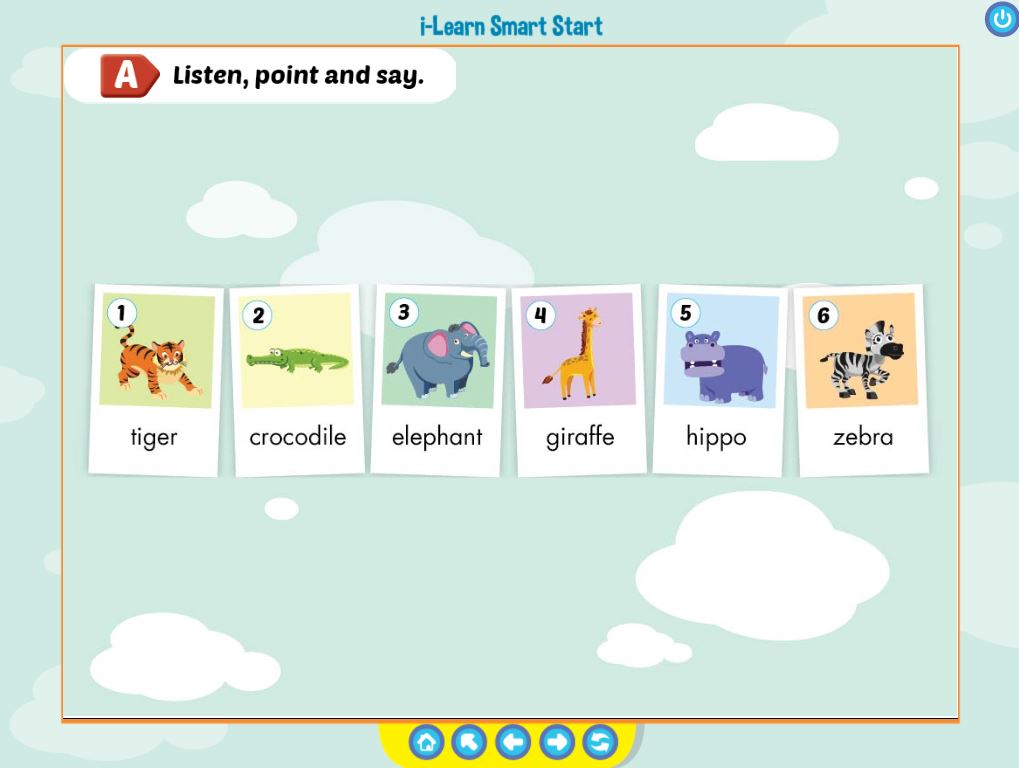 i-Learn Smart Start
A Listen, point and say.
1 2 3 4 5 6
tiger crocodile elephant giraffe hippo zebra